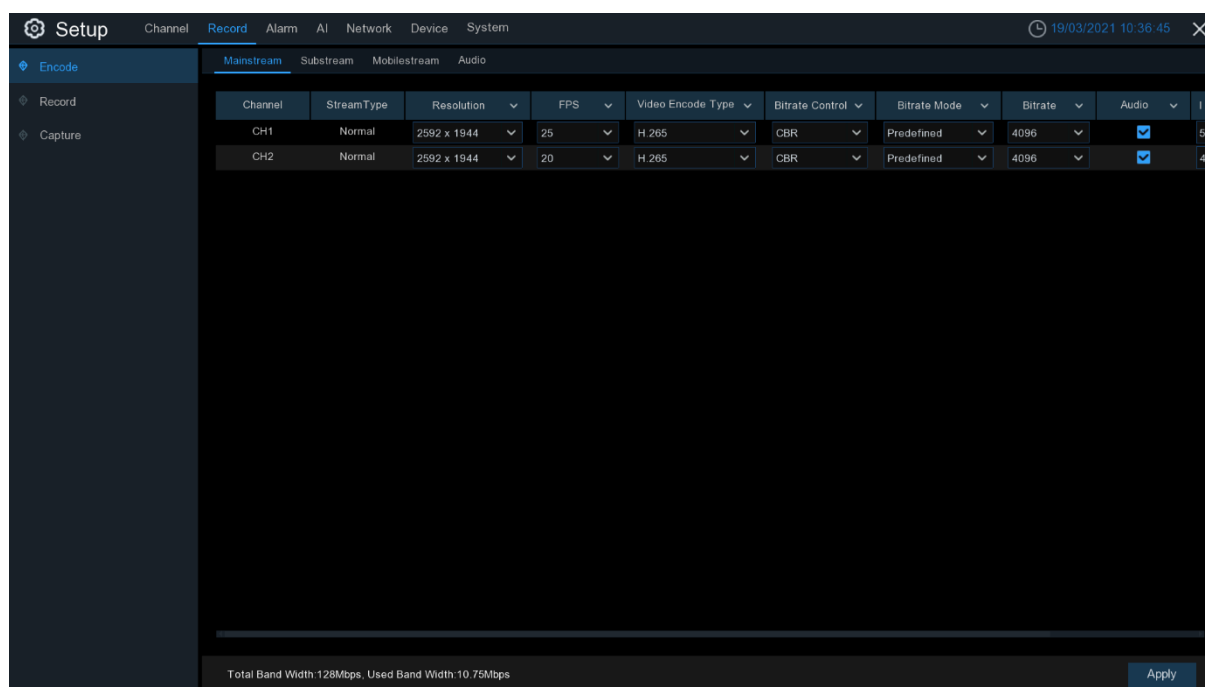 Setup Channel Record Alarm AI Network Device System 19/03/2021 10:36:45
Encode
Record
Capture
Mainstream Substream Mobilestream Audio
Channel StreamType Resolution FPS Video Encode Type Bitrate Control Bitrate Mode Bitrate Audio I
CH1 Normal 2592 x 1944 25 H.265 CBR Predefined 4096 5
CH2 Normal 2592 x 1944 20 H.265 CBR Predefined 4096 4
Total Band Width:128Mbps, Used Band Width:10.75Mbps
Apply